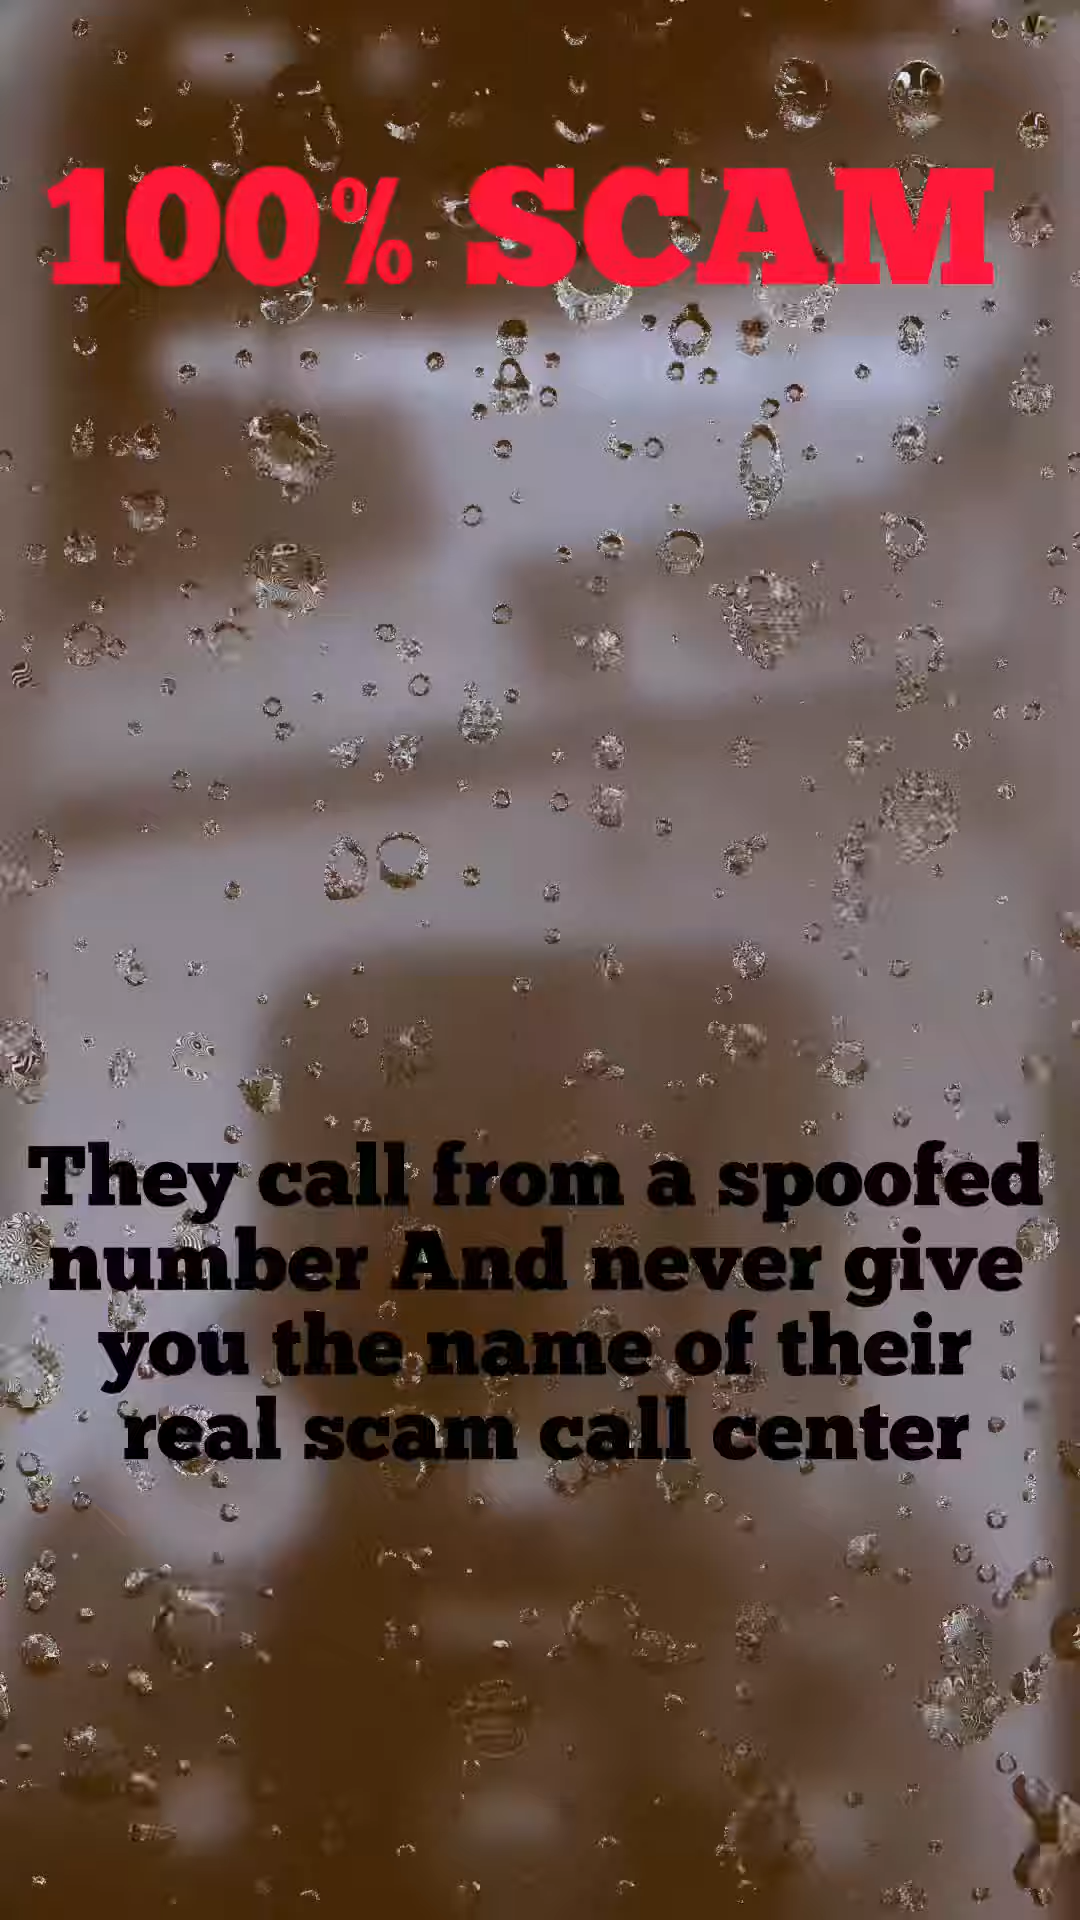 100% SCAM
They call from a spoofed
number And never give
you the name of their
real scam call center